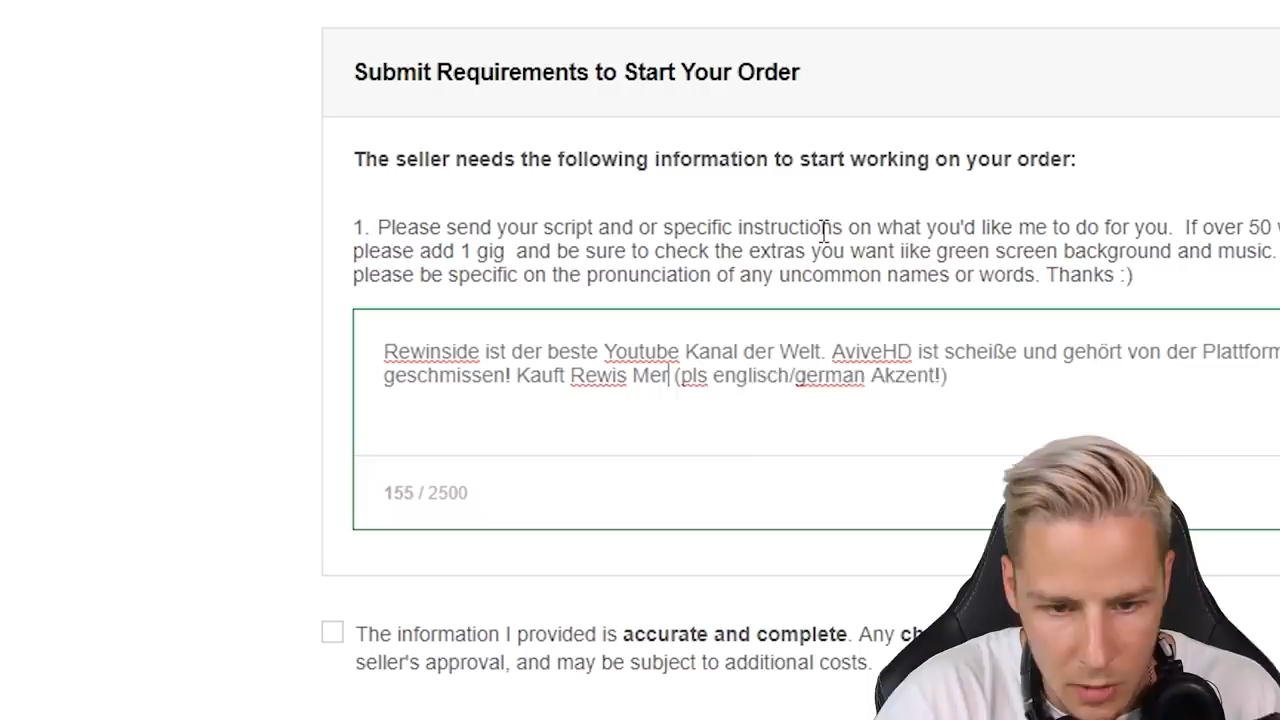 Submit Requirements to Start Your Order
The seller needs the following information to start working on your order:
1. Please send your script and or specific instructions on what you'd like me to do for you. If over 50
please add 1 gig and be sure to check the extras you want iike green screen background and music.
please be specific on the pronunciation of any uncommon names or words. Thanks :)
Rewinside ist der beste Youtube Kanal der Welt. AviveHD ist scheiße und gehört von der Plattform
geschmissen! Kauft Rewis Mer (pls englisch/german Akzent!)
155 / 2500
The information I provided is accurate and complete. Any
seller's approval, and may be subject to additional costs.